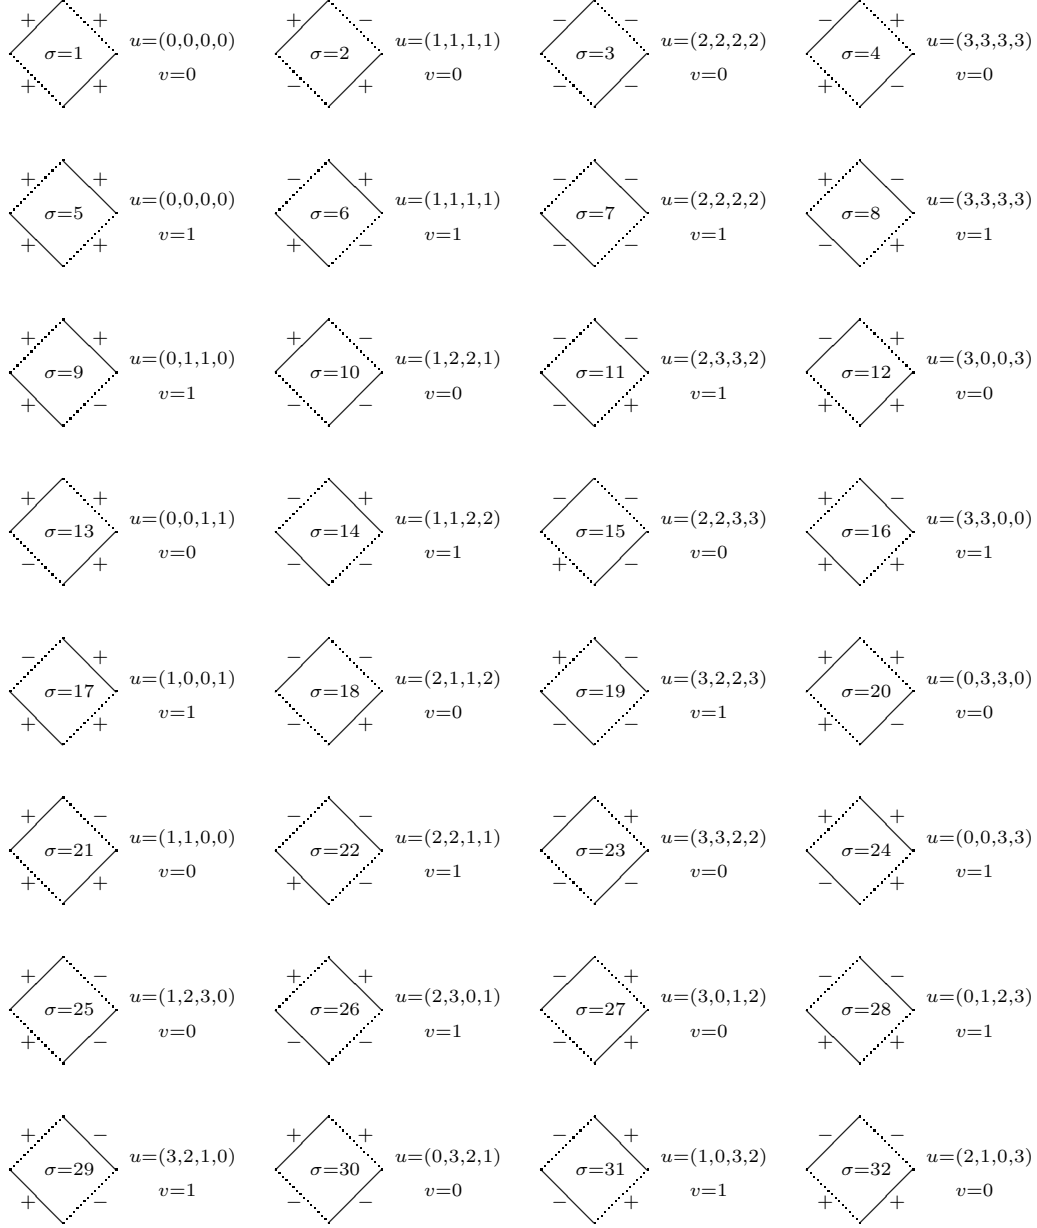 + + + − − − − +
u=(0,0,0,0) u=(1,1,1,1) u=(2,2,2,2) u=(3,3,3,3)
σ=1 σ=2 σ=3 σ=4
v=0 v=0 v=0 v=0
+ + − + − − + −
+ + − + − − + −
u=(0,0,0,0) u=(1,1,1,1) u=(2,2,2,2) u=(3,3,3,3)
σ=5 σ=6 σ=7 σ=8
v=1 v=1 v=1 v=1
+ + + − − − − +
+ + + − − − − +
u=(0,1,1,0) u=(1,2,2,1) u=(2,3,3,2) u=(3,0,0,3)
σ=9 σ=10 σ=11 σ=12
v=1 v=0 v=1 v=0
+ − − − − + + +
+ + − + − − + −
u=(0,0,1,1) u=(1,1,2,2) u=(2,2,3,3) u=(3,3,0,0)
σ=13 σ=14 σ=15 σ=16
v=0 v=1 v=0 v=1
− + − − + − + +
− + − − + − + +
u=(1,0,0,1) u=(2,1,1,2) u=(3,2,2,3) u=(0,3,3,0)
σ=17 σ=18 σ=19 σ=20
v=1 v=0 v=1 v=0
+ + − + − − + −
+ − − − − + + +
u=(1,1,0,0) u=(2,2,1,1) u=(3,3,2,2) u=(0,0,3,3)
σ=21 σ=22 σ=23 σ=24
v=0 v=1 v=0 v=1
+ + + − − − − +
+ − + + − + − −
u=(1,2,3,0) u=(2,3,0,1) u=(3,0,1,2) u=(0,1,2,3)
σ=25 σ=26 σ=27 σ=28
v=0 v=1 v=0 v=1
+ − − − − + + +
+ − + + − + − −
u=(3,2,1,0) u=(0,3,2,1) u=(1,0,3,2) u=(2,1,0,3)
σ=29 σ=30 σ=31 σ=32
v=1 v=0 v=1 v=0
+ − − − − + + +